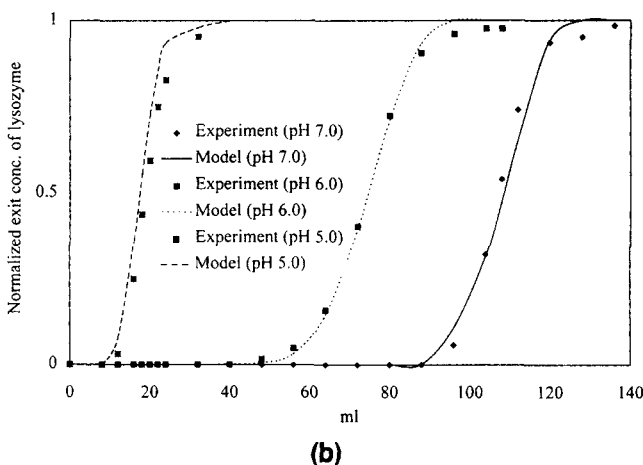 1
0.5
0
Normalized exit conc. of lysozyme
Experiment (pH 7.0)
Model (pH 7.0)
Experiment (pH 6.0)
Model (pH 6.0)
Experiment (pH 5.0)
Model (pH 5.0)
0 20 40 60 80 100 120 140
ml
(b)